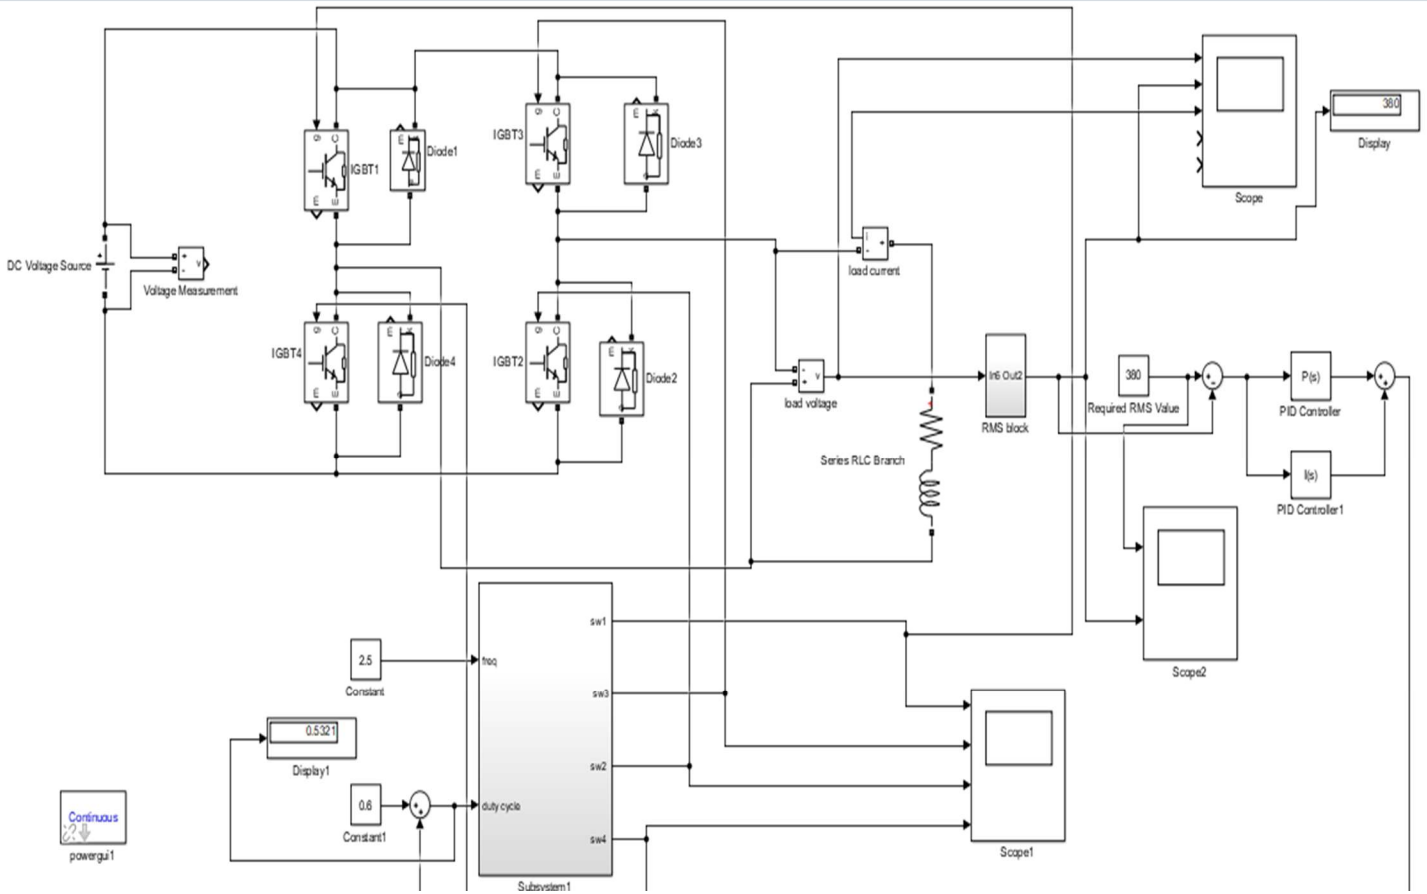 IGBT1
Diode1
IGBT3
Diode3
Scope
380
Display
DC Voltage Source
Voltage Measurement
load current
IGBT4
Diode4
IGBT2
Diode2
load voltage
In6 Out2
RMS block
380
Required RMS Value
P(s)
PID Controller
Series RLC Branch
I(s)
PID Controller1
Scope2
sw1
2.5
freq
Constant
sw3
0.5321
Display1
sw2
0.6
duty cycle
Constant1
sw4
Scope1
Continuous
powergui1
Subsystem1
g
C
m
E
g
C
m
E
g
C
m
E
g
C
m
E
v
v